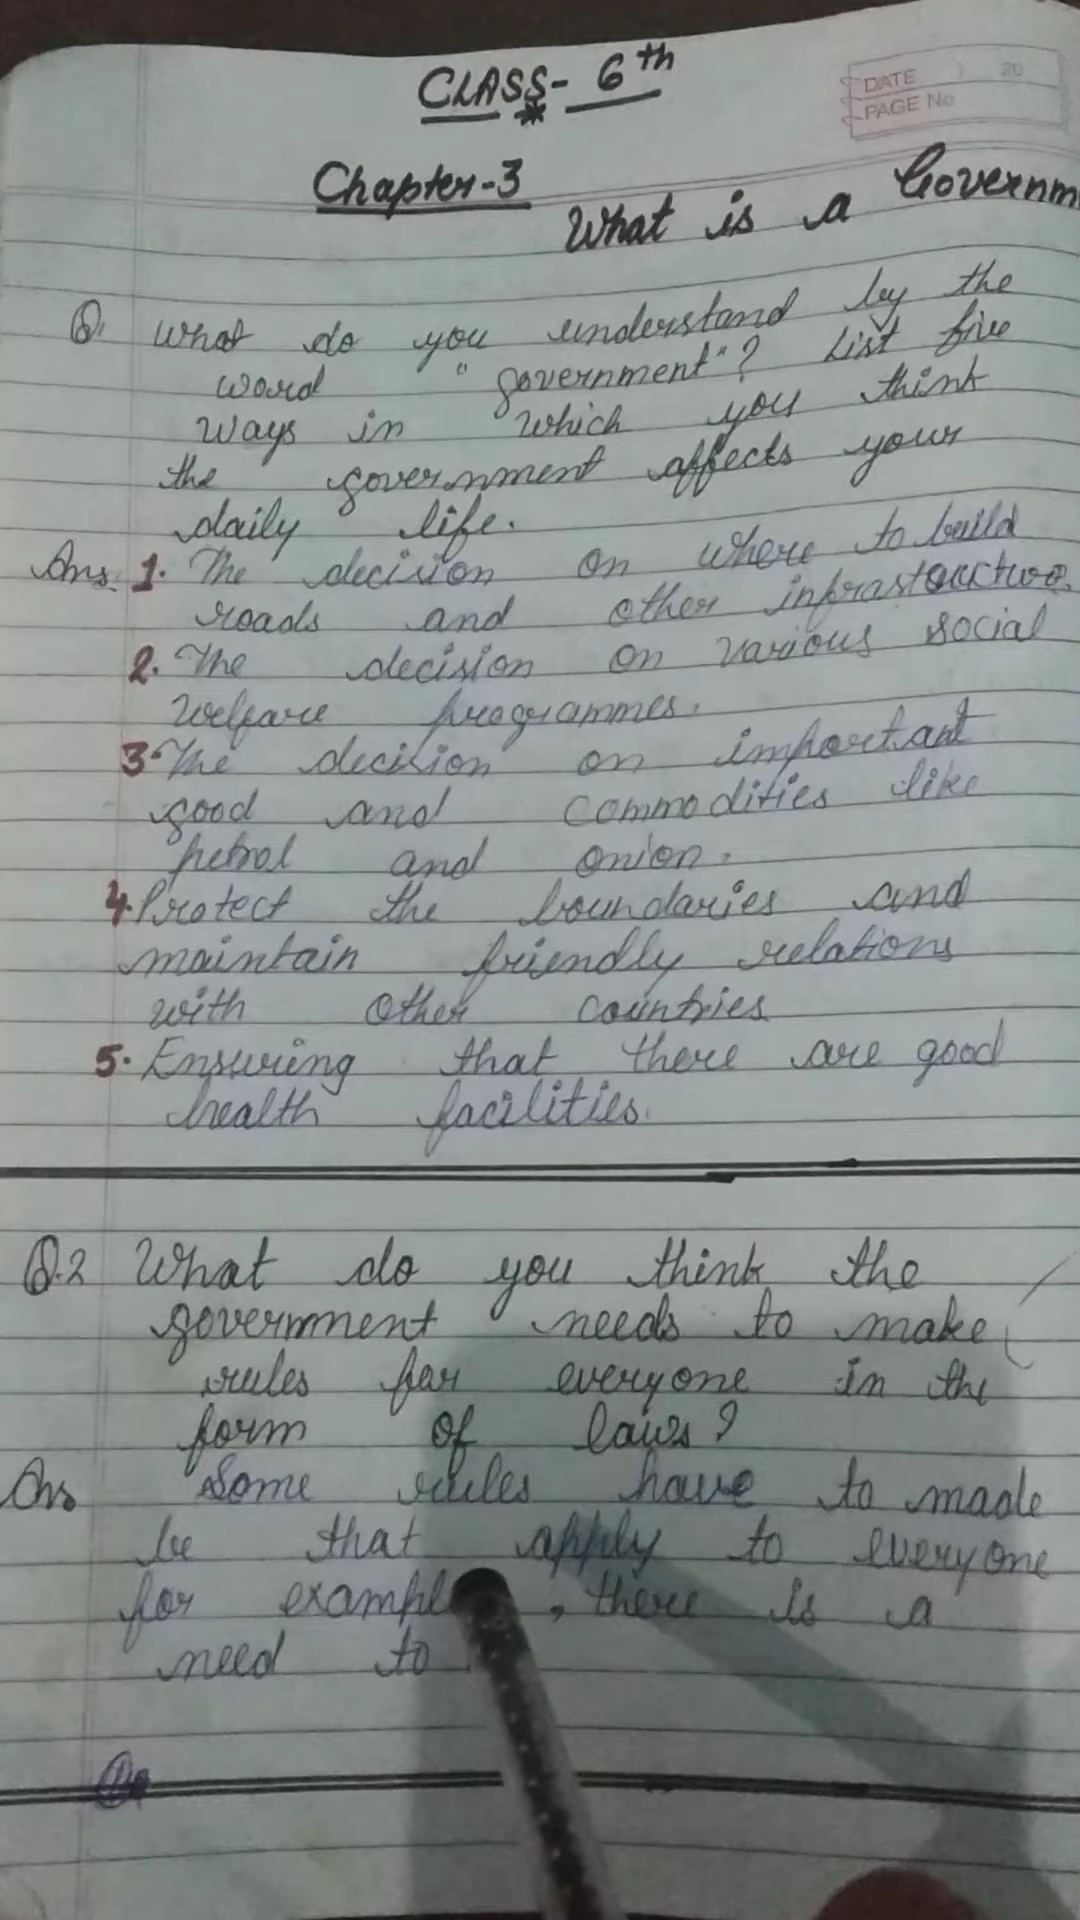 CLASS- 6th
DATE 20
PAGE No
Chapter-3
What is a Governm
Q. What do you understand by the
word "government"? List five
ways in which you think
the government affects your
daily life.
Ans. 1. The decision on where to build
roads and other infrastructure.
2. The decision on various social
welfare programmes.
3. The decision on important
good and commodities like
petrol and onion.
4. Protect the boundaries and
maintain friendly relations
with other countries
5. Ensuring that there are good
health facilities.
Q.2 What do you think the
government needs to make
rules for everyone in the
form of laws?
Ans Some rules have to made
be that apply to everyone
for exampl , there is a
need to